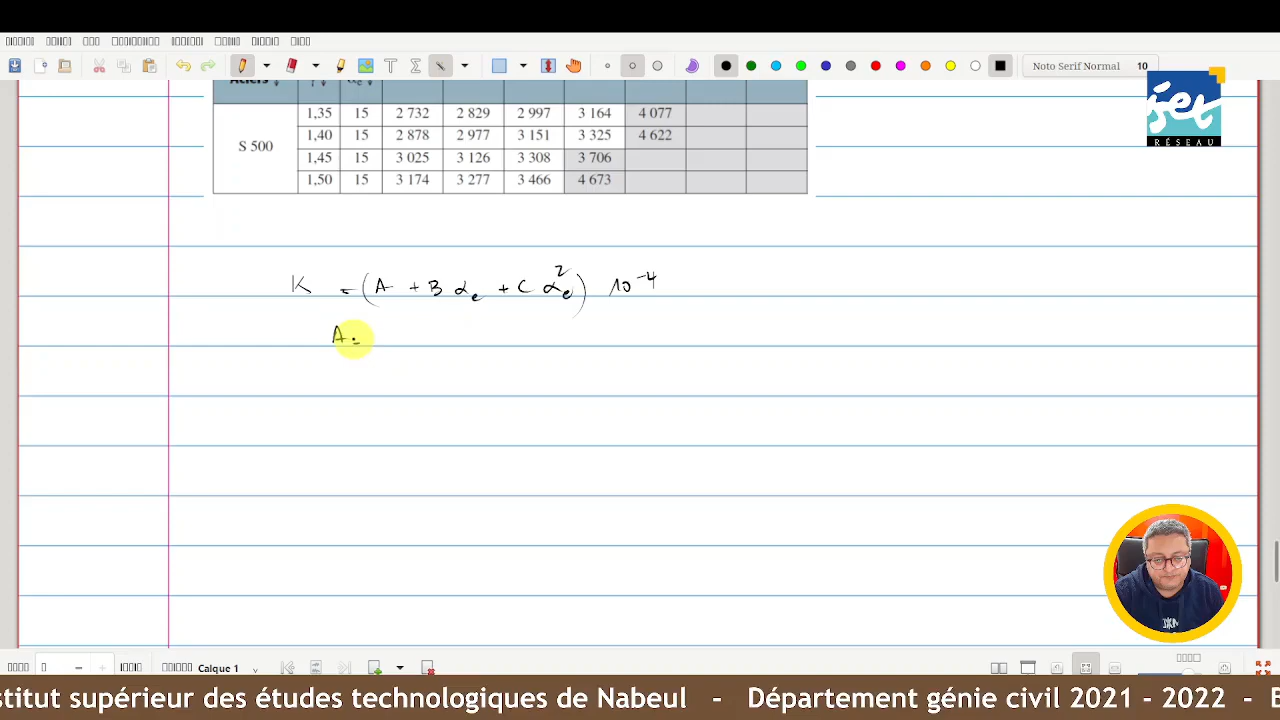 Noto Serif Normal 10
Aciers
1,35 15 2 732 2 829 2 997 3 164 4 077
S 500
1,40 15 2 878 2 977 3 151 3 325 4 622
1,45 15 3 025 3 126 3 308 3 706
1,50 15 3 174 3 277 3 466 4 673
iset
RÉSEAU
K = (A + B αe + C αe²) 10⁻⁴
A =
Calque 1
stitut supérieur des études technologiques de Nabeul - Département génie civil 2021 - 2022 - E